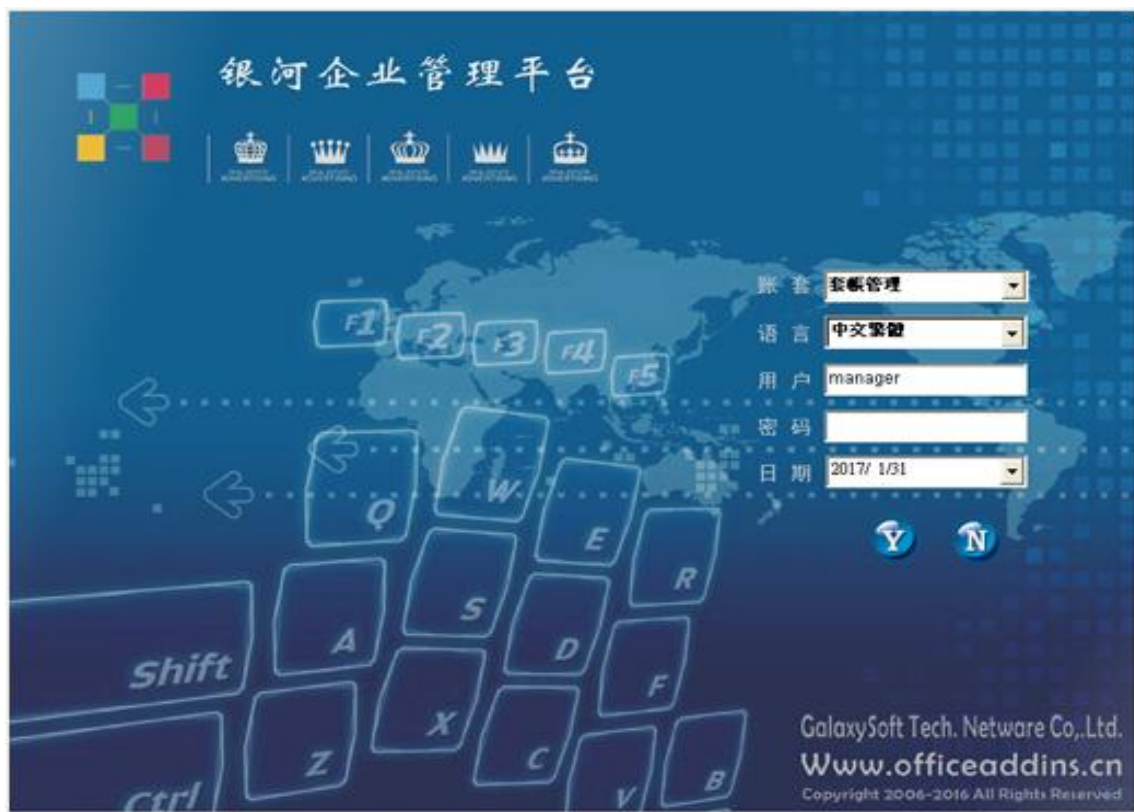 银河企业管理平台
账 套 套帳管理
语 言 中文繁體
用 户 manager
密 码
日 期 2017/ 1/31
Y N
F1 F2 F3 F4 F5
Q W E R
Shift A S D F
Ctrl Z X C V B
GalaxySoft Tech. Netware Co,.Ltd.
Www.officeaddins.cn
Copyright 2006-2016 All Rights Reserved